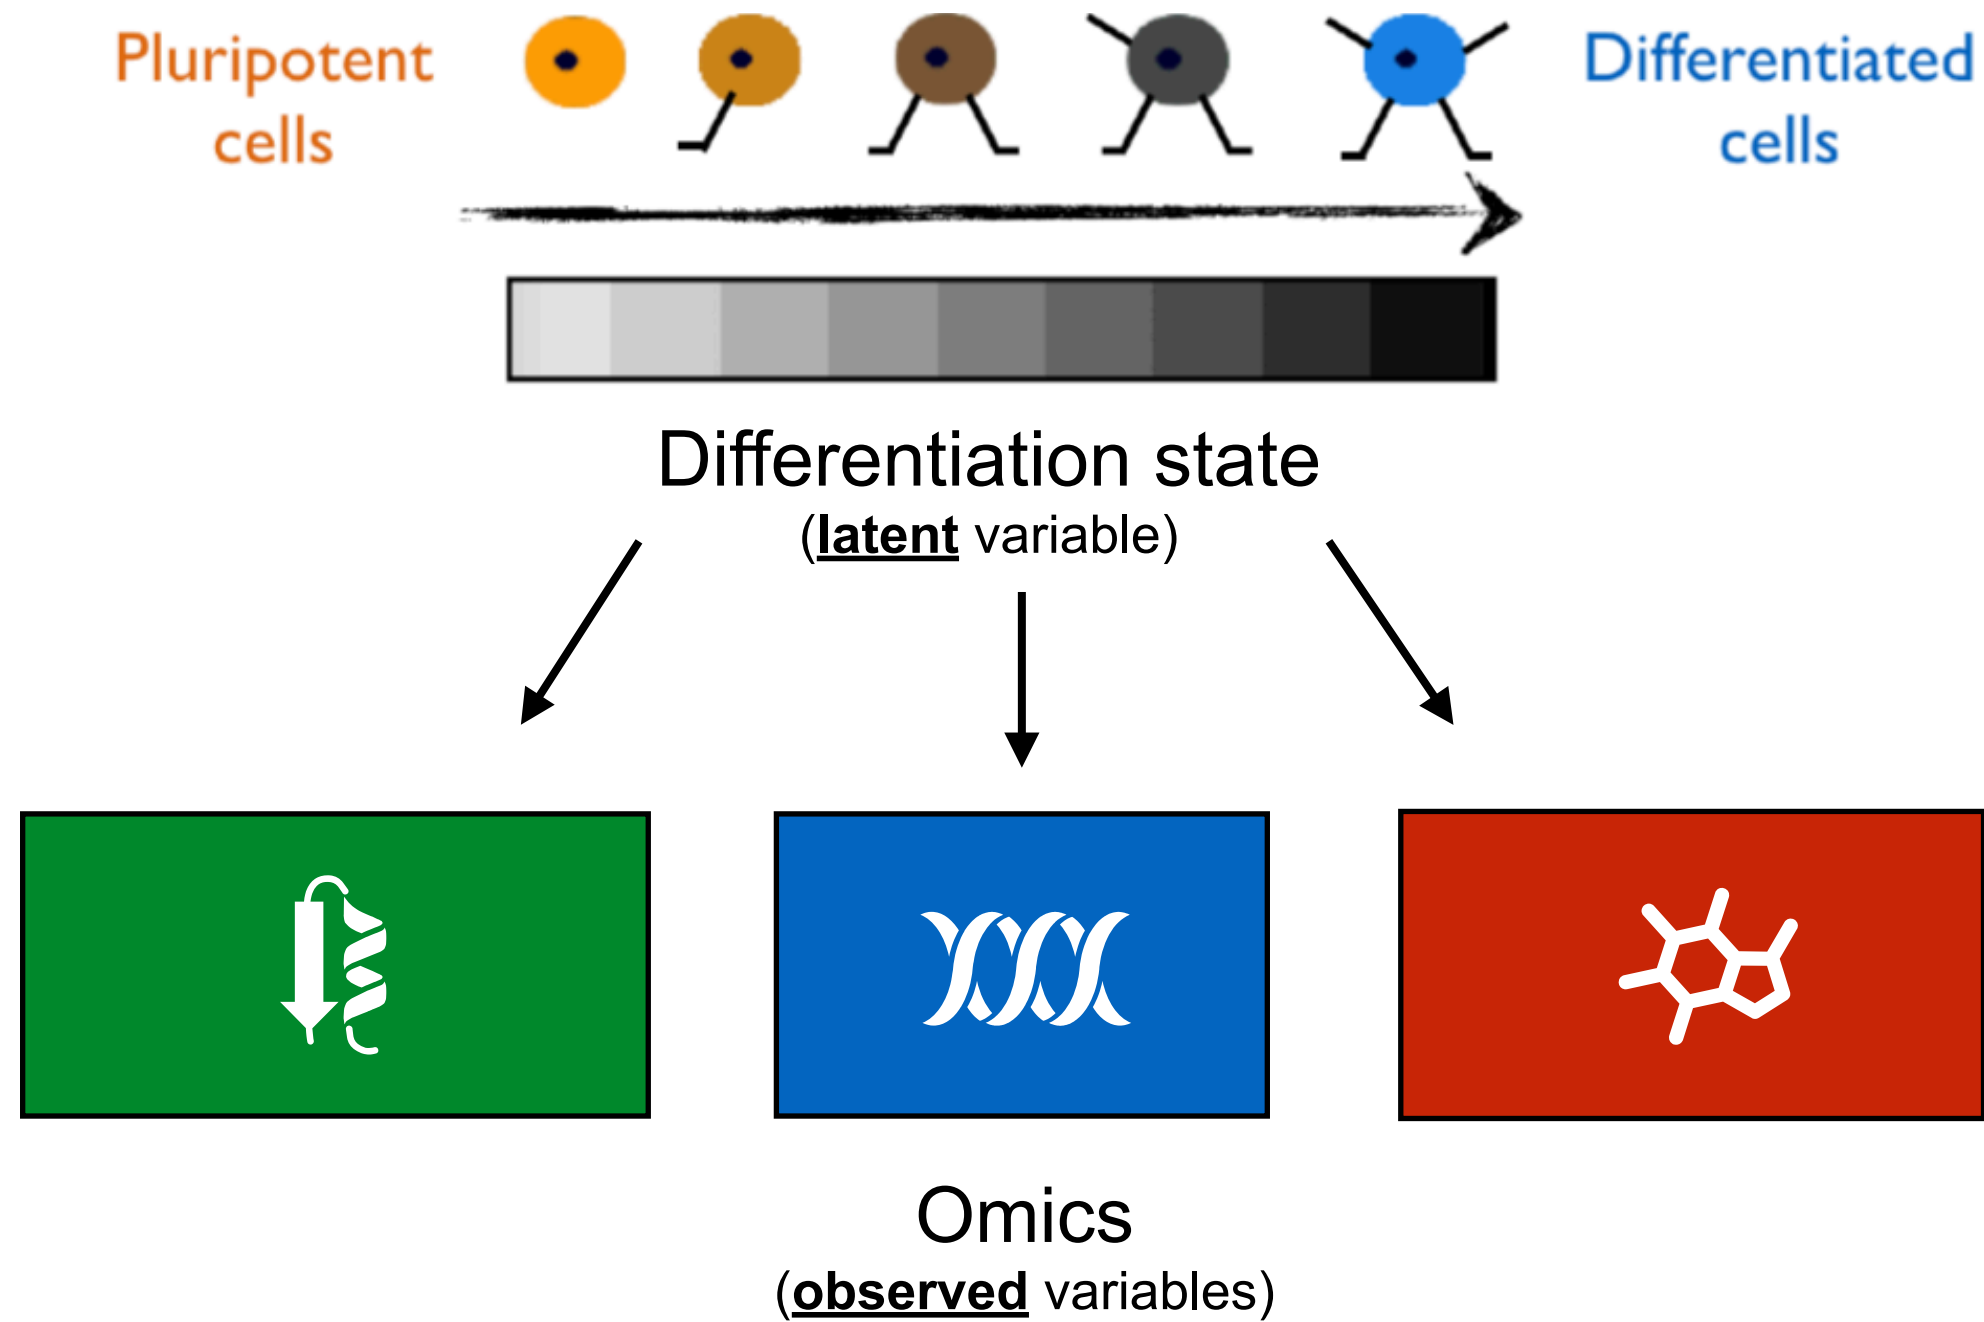 Pluripotent
cells
Differentiated
cells
Differentiation state
(latent variable)
Omics
(observed variables)